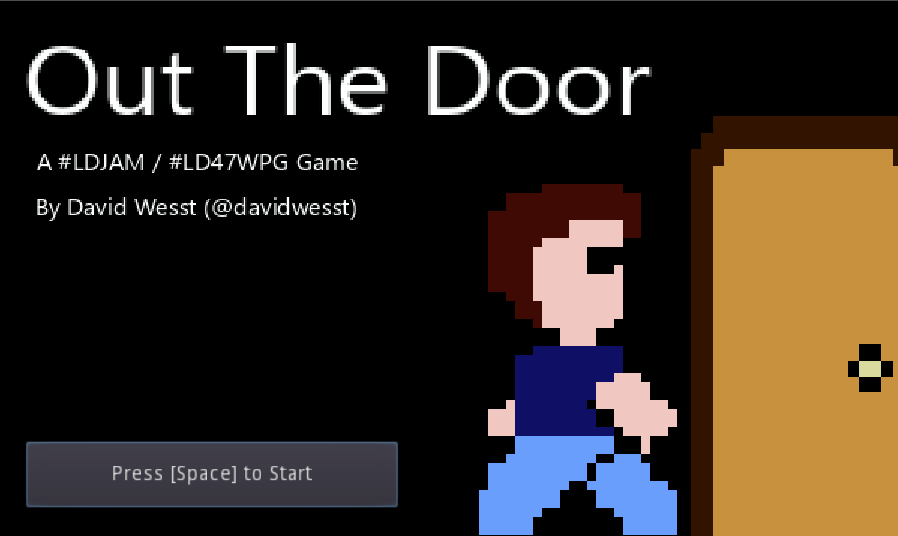 Out The Door
A #LDJAM / #LD47WPG Game
By David Wesst (@davidwesst)
Press [Space] to Start